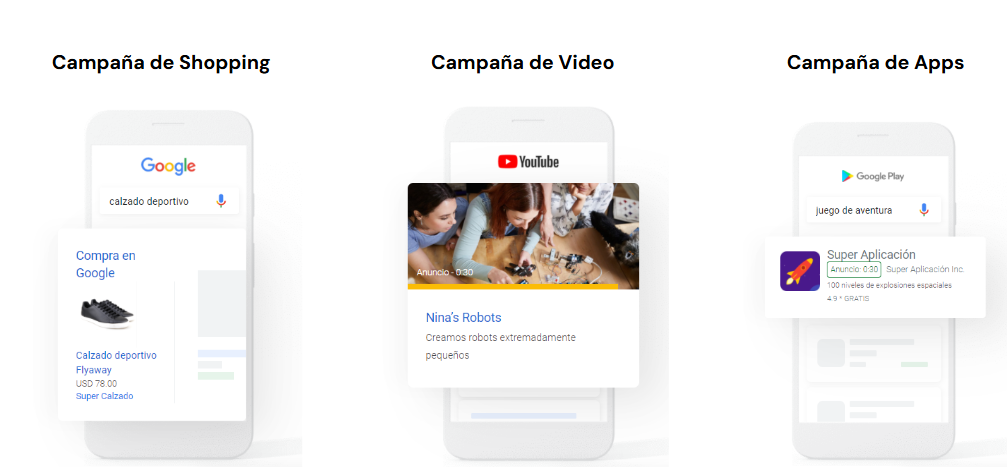 Campaña de Shopping
Google
calzado deportivo
Compra en
Google
Calzado deportivo
Flyaway
USD 78.00
Super Calzado
Campaña de Video
YouTube
Anuncio - 0:30
Nina's Robots
Creamos robots extremadamente
pequeños
Campaña de Apps
Google Play
juego de aventura
Super Aplicación
Anuncio: 0:30 Super Aplicación Inc.
100 niveles de explosiones espaciales
4.9 * GRATIS